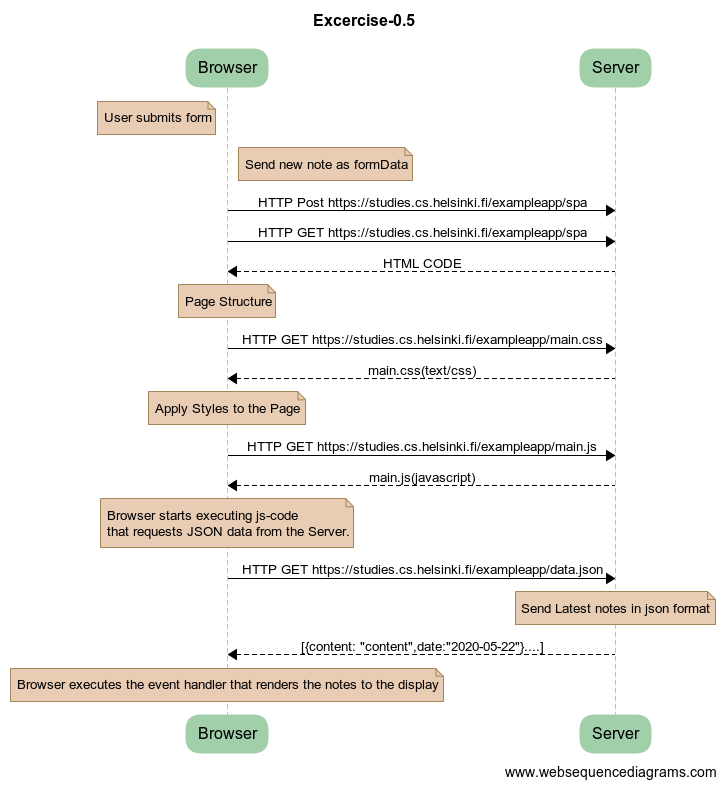 Excercise-0.5
Browser
Server
User submits form
Send new note as formData
HTTP Post https://studies.cs.helsinki.fi/exampleapp/spa
HTTP GET https://studies.cs.helsinki.fi/exampleapp/spa
HTML CODE
Page Structure
HTTP GET https://studies.cs.helsinki.fi/exampleapp/main.css
main.css(text/css)
Apply Styles to the Page
HTTP GET https://studies.cs.helsinki.fi/exampleapp/main.js
main.js(javascript)
Browser starts executing js-code
that requests JSON data from the Server.
HTTP GET https://studies.cs.helsinki.fi/exampleapp/data.json
Send Latest notes in json format
[{content: "content",date:"2020-05-22"}....]
Browser executes the event handler that renders the notes to the display
Browser
Server
www.websequencediagrams.com